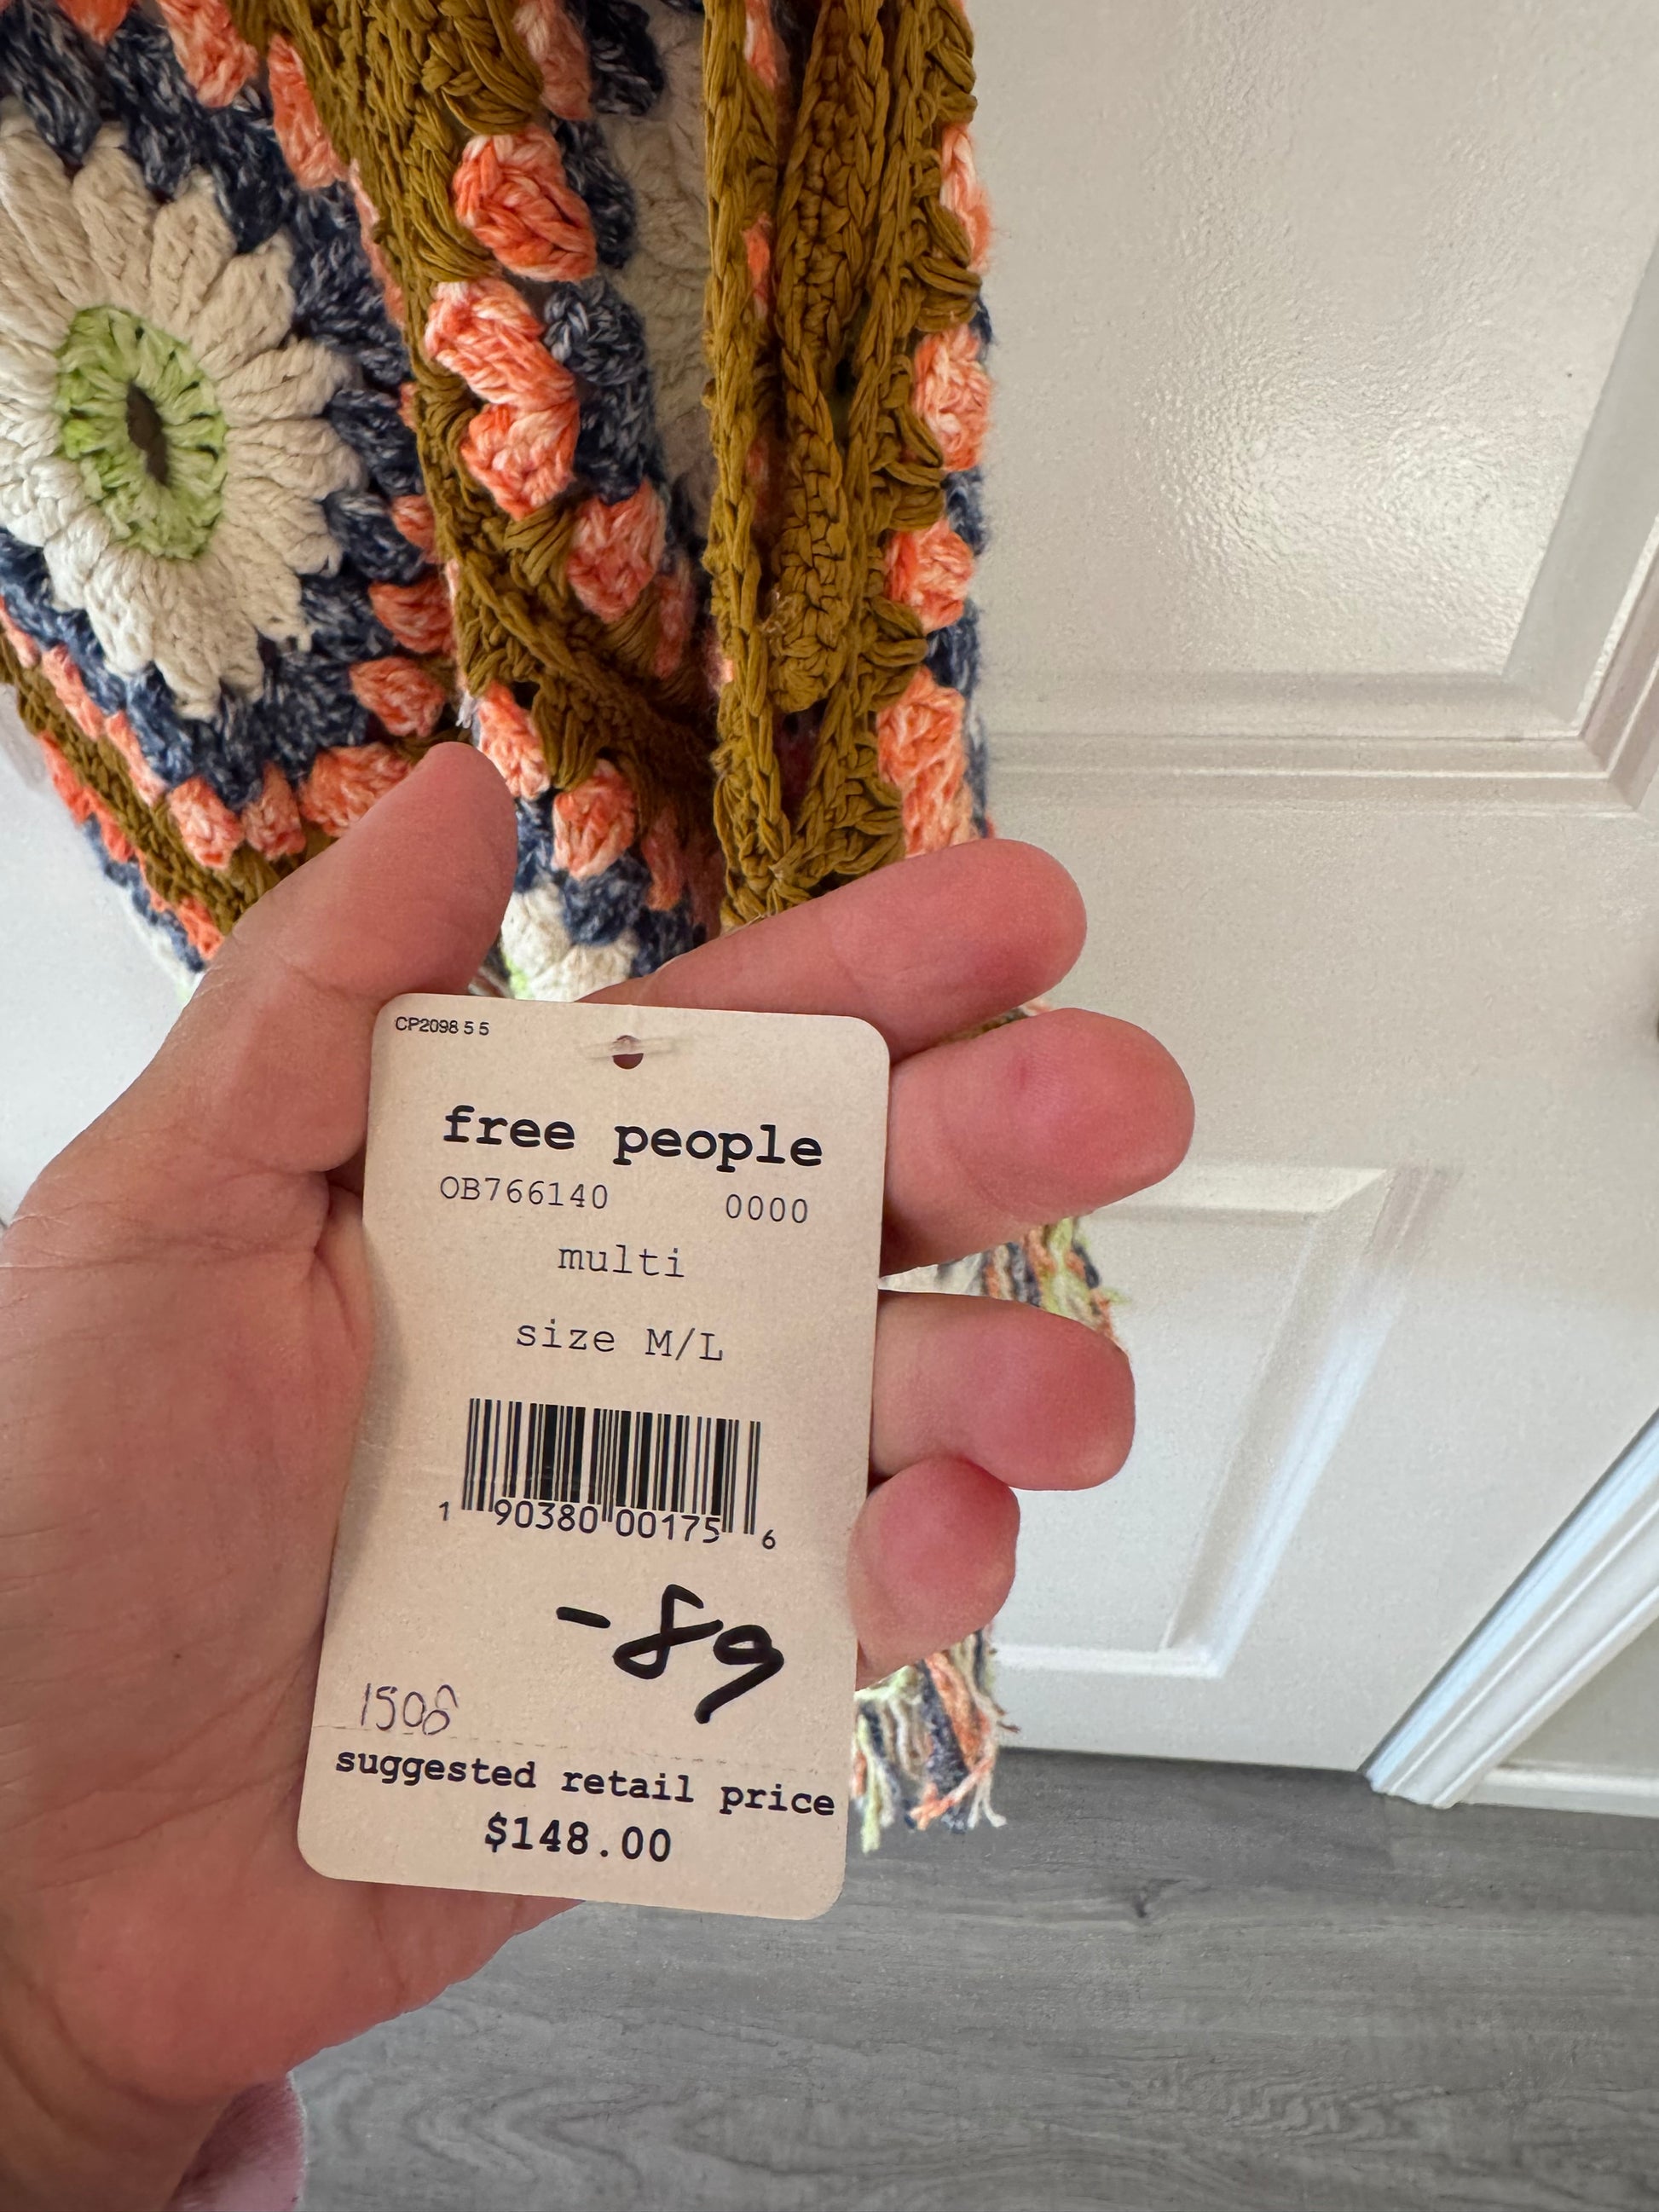 CP2098 5 5
free people
OB766140 0000
multi
size M/L
1 90380 00175 6
-89
1508
suggested retail price
$148.00